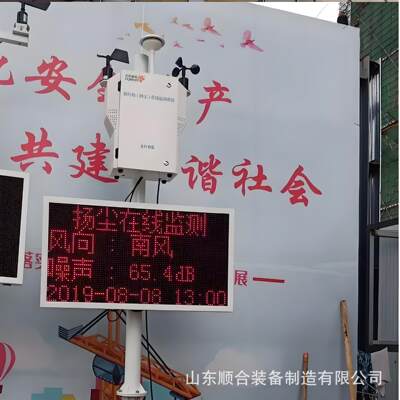 化安全生产
共建 谐社会
扬尘在线监测
风向：南风
噪声：65.4dB
2019-08-08 13:00
展
山东顺合装备制造有限公司